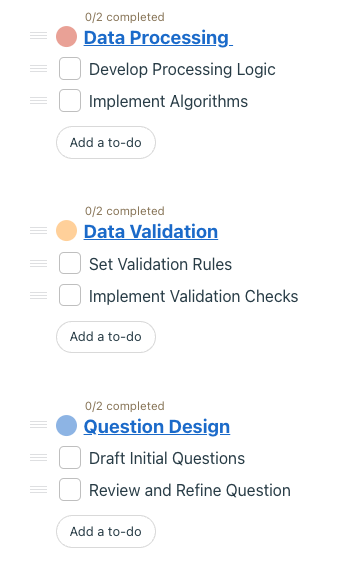 0/2 completed
Data Processing
Develop Processing Logic
Implement Algorithms
Add a to-do
0/2 completed
Data Validation
Set Validation Rules
Implement Validation Checks
Add a to-do
0/2 completed
Question Design
Draft Initial Questions
Review and Refine Question
Add a to-do